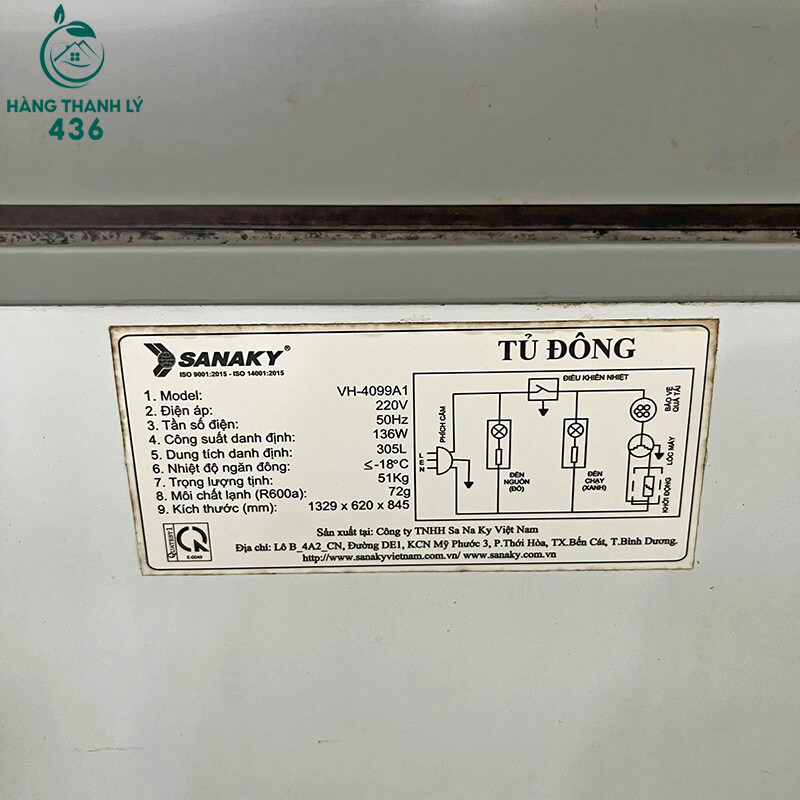 HÀNG THANH LÝ
436
SANAKY®
ISO 9001:2015 - ISO 14001:2015
TỦ ĐÔNG
1. Model: VH-4099A1
2. Điện áp: 220V
3. Tần số điện: 50Hz
4. Công suất danh định: 136W
5. Dung tích danh định: 305L
6. Nhiệt độ ngăn đông: ≤-18°C
7. Trọng lượng tịnh: 51Kg
8. Môi chất lạnh (R600a): 72g
9. Kích thước (mm): 1329 x 620 x 845
ĐIỀU KHIỂN NHIỆT
BẢO VỆ
QUÁ TẢI
PHÍCH CẮM
L
E
N
ĐÈN
NGUỒN
(ĐỎ)
ĐÈN
CHẠY
(XANH)
LỐC MÁY
KHỞI ĐỘNG
QUATEST1
S-0049
Sản xuất tại: Công ty TNHH Sa Na Ky Việt Nam
Địa chỉ: Lô B_4A2_CN, Đường DE1, KCN Mỹ Phước 3, P.Thới Hòa, TX.Bến Cát, T.Bình Dương.
http://www.sanakyvietnam.com.vn/ www.sanaky.com.vn